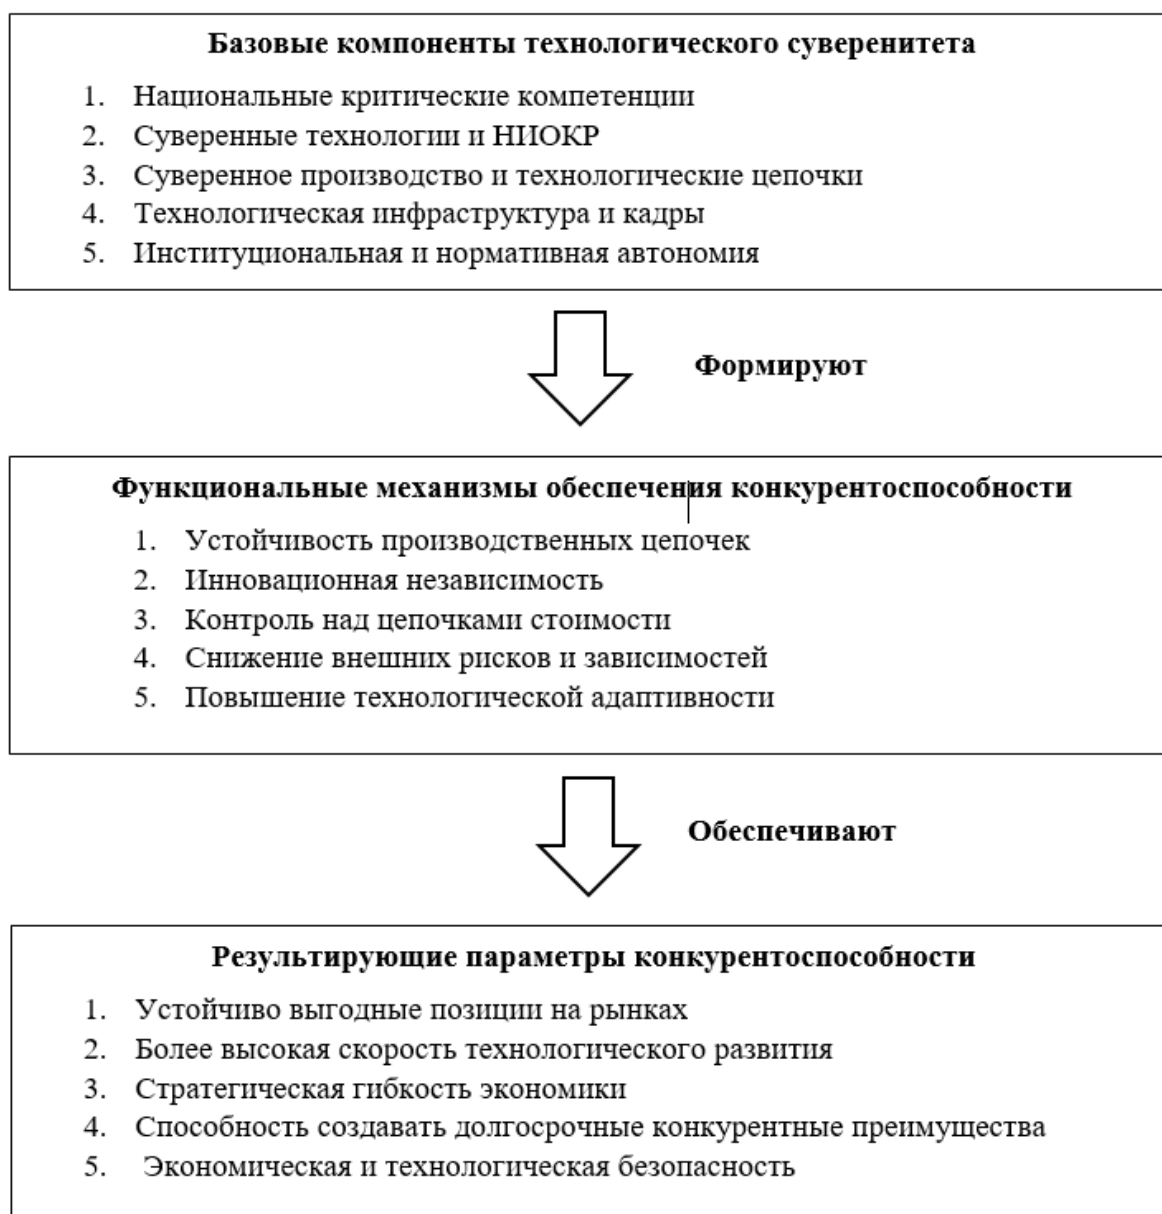 Базовые компоненты технологического суверенитета
1. Национальные критические компетенции
2. Суверенные технологии и НИОКР
3. Суверенное производство и технологические цепочки
4. Технологическая инфраструктура и кадры
5. Институциональная и нормативная автономия
Формируют
Функциональные механизмы обеспечения конкурентоспособности
1. Устойчивость производственных цепочек
2. Инновационная независимость
3. Контроль над цепочками стоимости
4. Снижение внешних рисков и зависимостей
5. Повышение технологической адаптивности
Обеспечивают
Результирующие параметры конкурентоспособности
1. Устойчиво выгодные позиции на рынках
2. Более высокая скорость технологического развития
3. Стратегическая гибкость экономики
4. Способность создавать долгосрочные конкурентные преимущества
5. Экономическая и технологическая безопасность